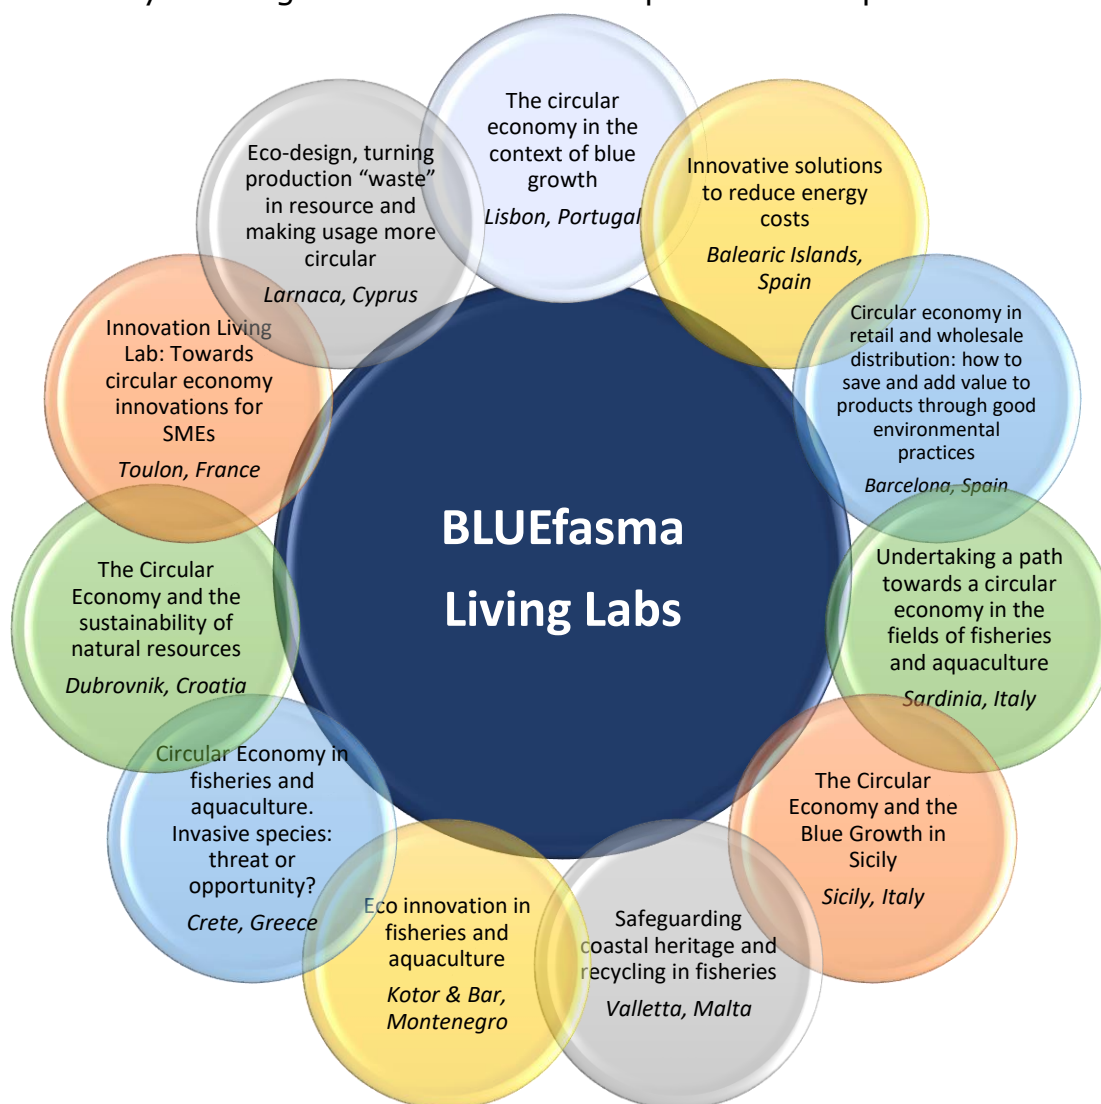 The circular
economy in the
context of blue
growth
Lisbon, Portugal
Innovative solutions
to reduce energy
costs
Balearic Islands,
Spain
Circular economy in
retail and wholesale
distribution: how to
save and add value to
products through good
environmental
practices
Barcelona, Spain
Undertaking a path
towards a circular
economy in the
fields of fisheries
and aquaculture
Sardinia, Italy
The Circular
Economy and the
Blue Growth in
Sicily
Sicily, Italy
Safeguarding
coastal heritage and
recycling in fisheries
Valletta, Malta
Eco innovation in
fisheries and
aquaculture
Kotor & Bar,
Montenegro
Circular Economy in
fisheries and
aquaculture.
Invasive species:
threat or
opportunity?
Crete, Greece
The Circular
Economy and the
sustainability of
natural resources
Dubrovnik, Croatia
Innovation Living
Lab: Towards
circular economy
innovations for
SMEs
Toulon, France
Eco-design, turning
production “waste”
in resource and
making usage more
circular
Larnaca, Cyprus
BLUEfasma
Living Labs